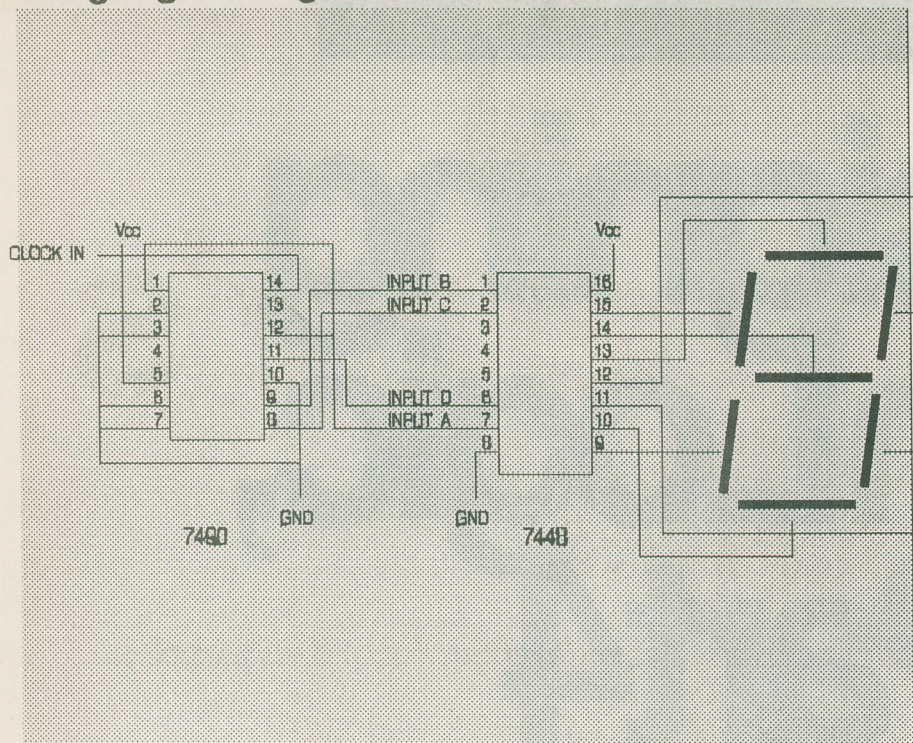 Vcc
CLOCK IN
Vcc
1 14
2 13
3 12
4 11
5 10
6 9
7 8
INPUT B
INPUT C
INPUT D
INPUT A
1 16
2 15
3 14
4 13
5 12
6 11
7 10
8 9
GND
GND
7490
7448